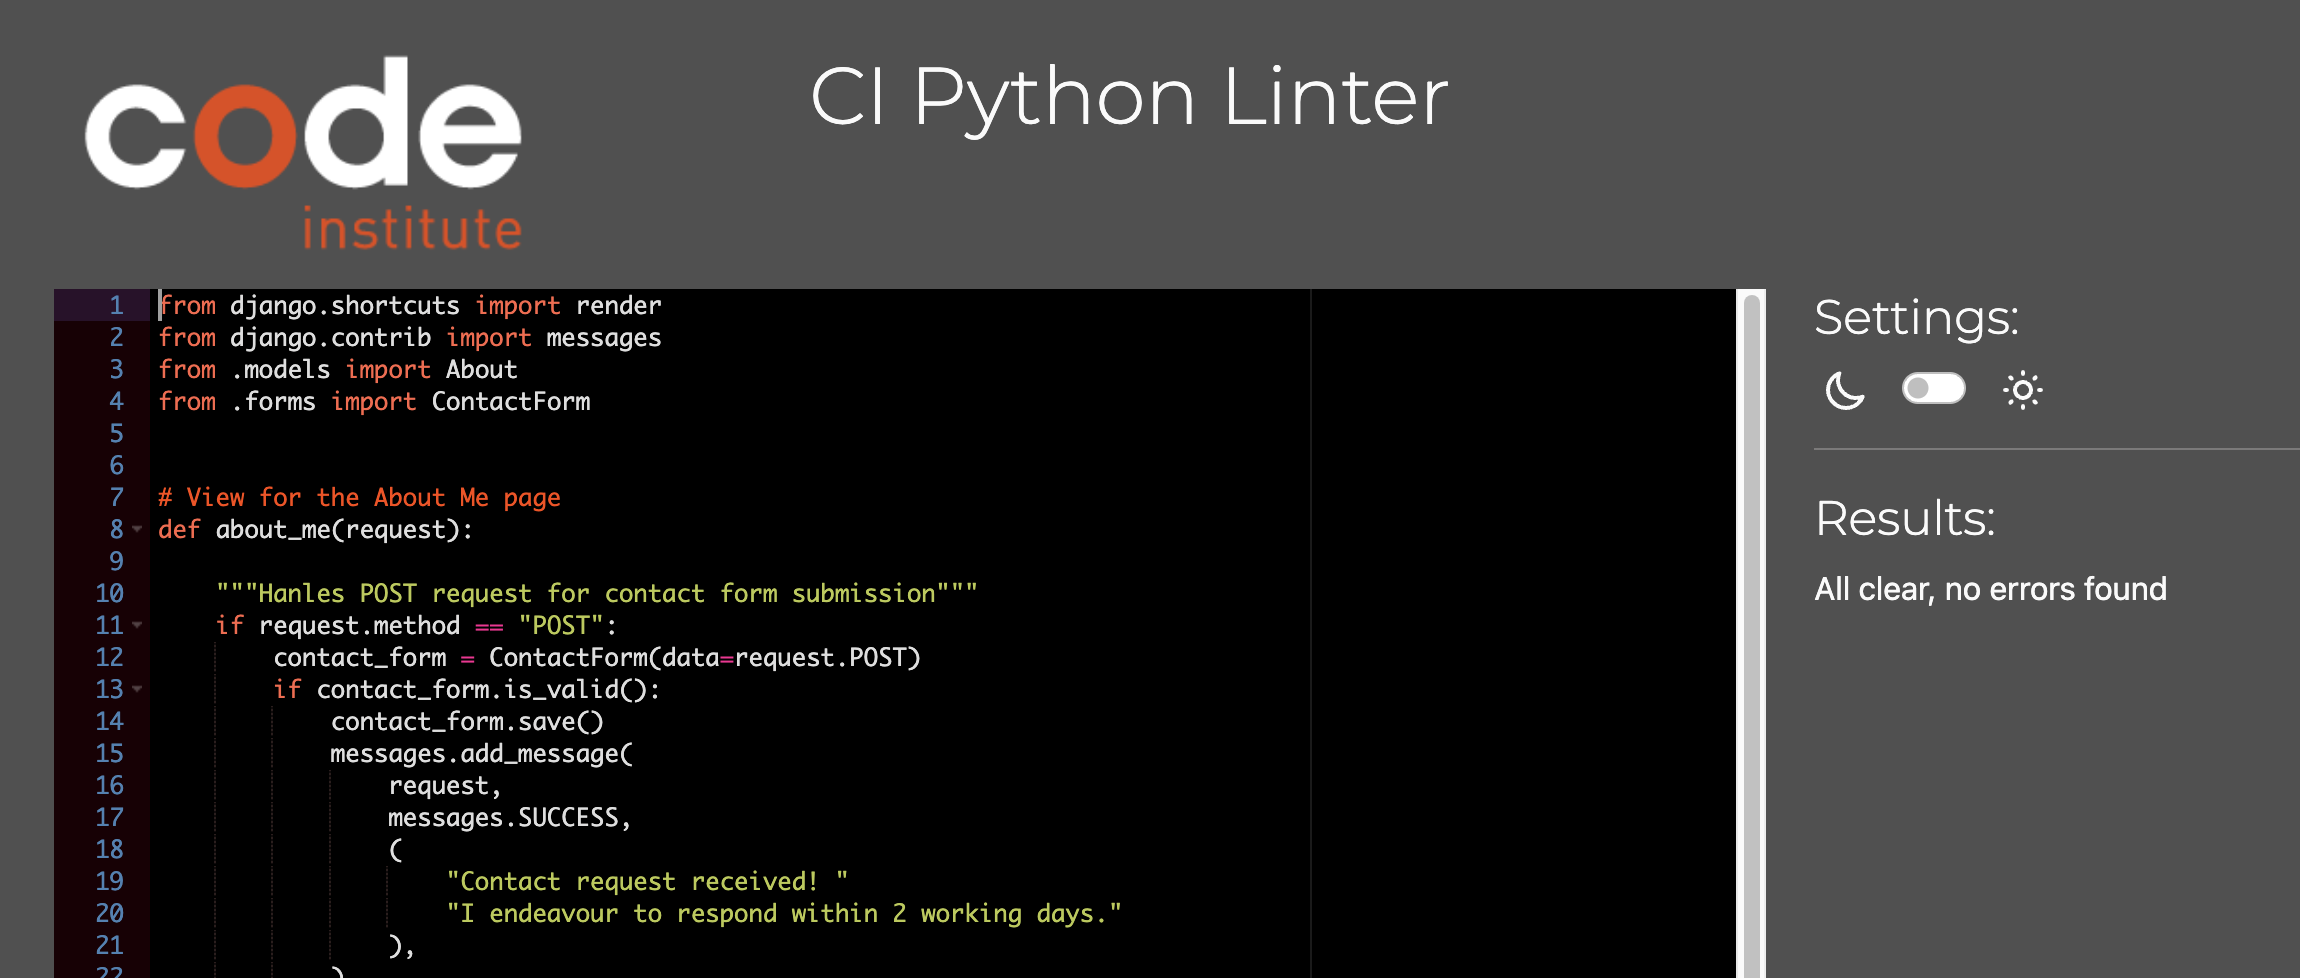 code
institute
CI Python Linter
1 from django.shortcuts import render
2 from django.contrib import messages
3 from .models import About
4 from .forms import ContactForm
5
6
7 # View for the About Me page
8 def about_me(request):
9
10     """Hanles POST request for contact form submission"""
11     if request.method == "POST":
12         contact_form = ContactForm(data=request.POST)
13         if contact_form.is_valid():
14             contact_form.save()
15             messages.add_message(
16                 request,
17                 messages.SUCCESS,
18                 (
19                     "Contact request received! "
20                     "I endeavour to respond within 2 working days."
21                 ),
22             )
Settings:
Results:
All clear, no errors found